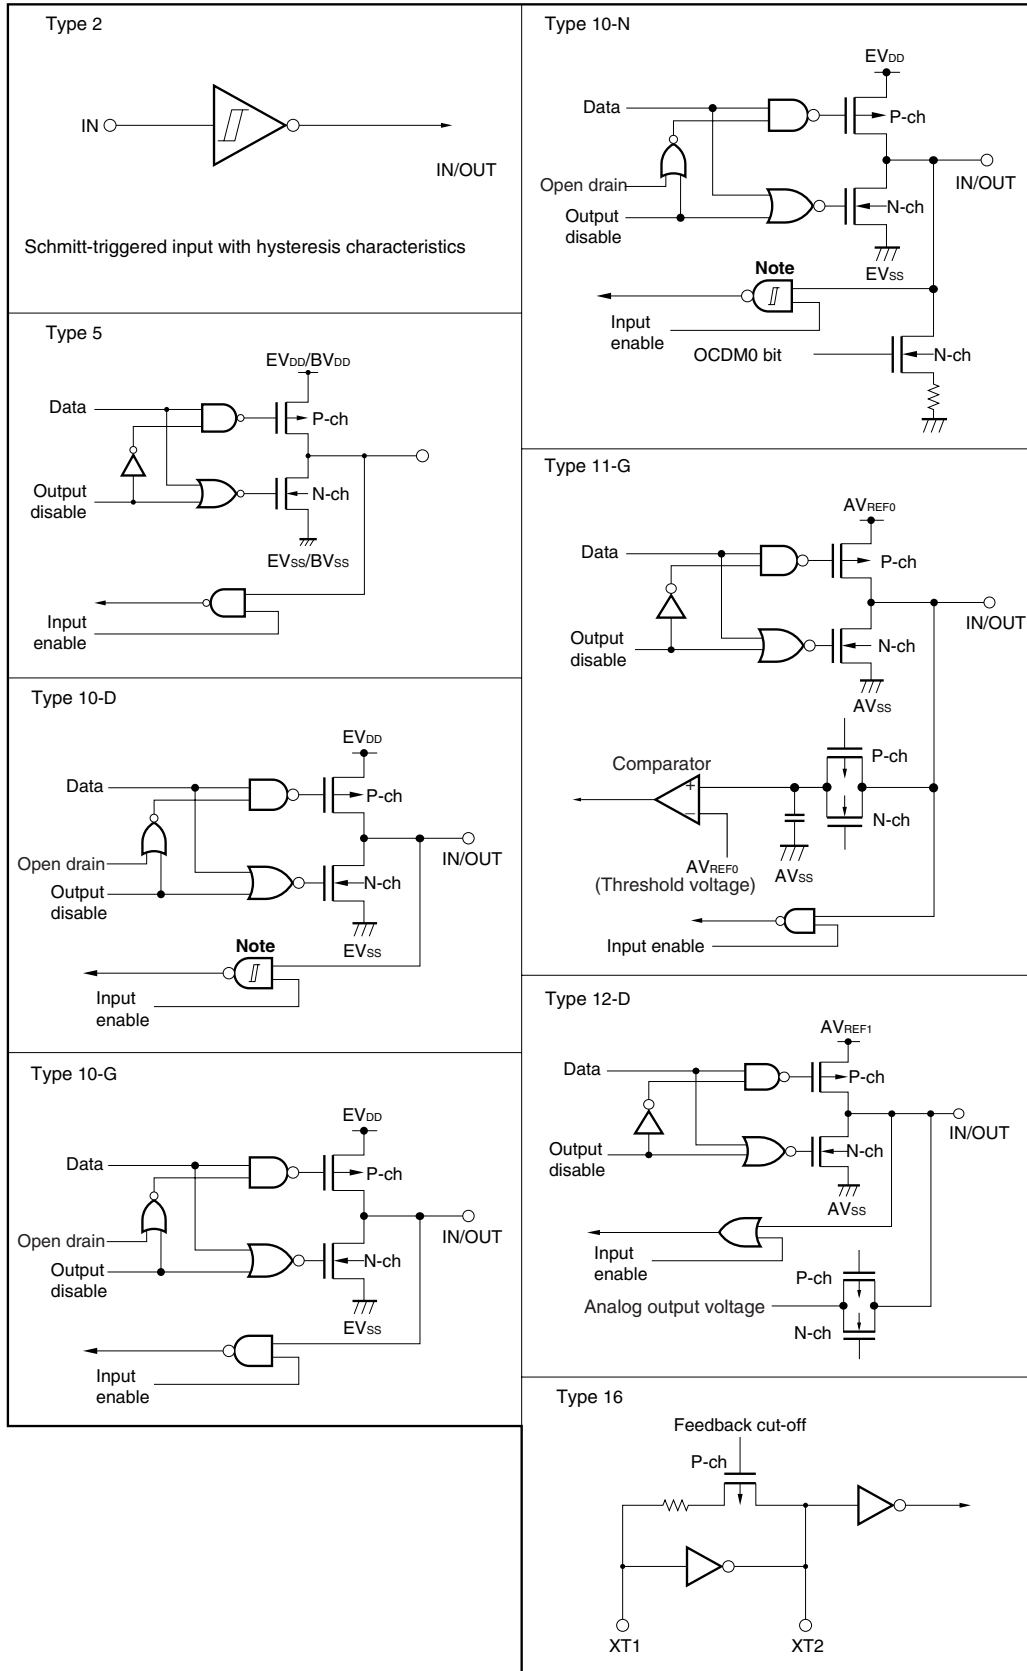 Type 2
IN
IN/OUT
Schmitt-triggered input with hysteresis characteristics
Type 5
EVDD/BVDD
Data
P-ch
Output
disable
N-ch
EVSS/BVSS
Input
enable
Type 10-D
EVDD
Data
P-ch
Open drain
IN/OUT
Output
disable
N-ch
EVSS
Note
Input
enable
Type 10-G
EVDD
Data
P-ch
Open drain
IN/OUT
Output
disable
N-ch
EVSS
Input
enable
Type 10-N
EVDD
Data
P-ch
Open drain
IN/OUT
Output
disable
N-ch
EVSS
Note
Input
enable
OCDM0 bit
N-ch
Type 11-G
AVREF0
Data
P-ch
IN/OUT
Output
disable
N-ch
AVSS
P-ch
Comparator
+
−
N-ch
AVREF0
(Threshold voltage)
AVSS
Input enable
Type 12-D
AVREF1
Data
P-ch
IN/OUT
Output
disable
N-ch
AVSS
Input
enable
P-ch
Analog output voltage
N-ch
Type 16
Feedback cut-off
P-ch
XT1
XT2